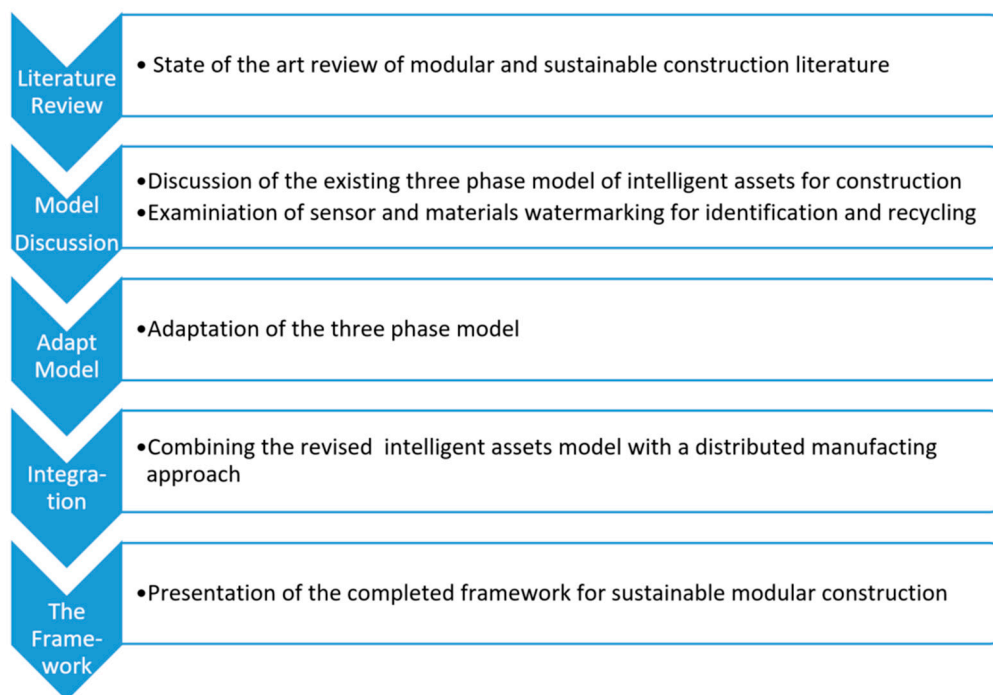 Literature
Review
• State of the art review of modular and sustainable construction literature
Model
Discussion
•Discussion of the existing three phase model of intelligent assets for construction
•Examiniation of sensor and materials watermarking for identification and recycling
Adapt
Model
•Adaptation of the three phase model
Integra-
tion
•Combining the revised intelligent assets model with a distributed manufacting
approach
The
Frame-
work
•Presentation of the completed framework for sustainable modular construction